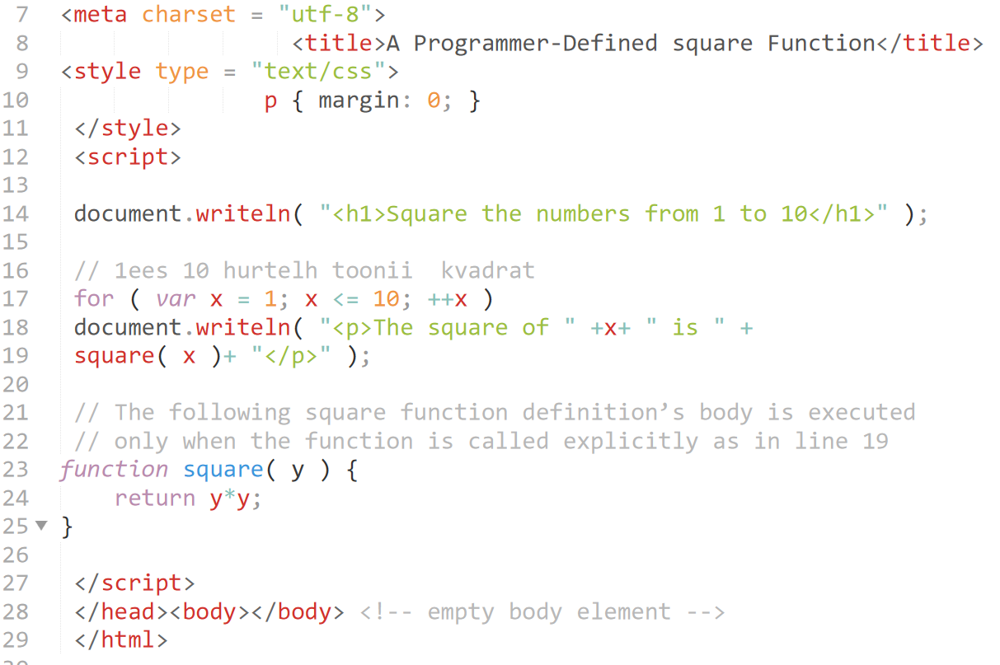 7 <meta charset = "utf-8">
8 <title>A Programmer-Defined square Function</title>
9 <style type = "text/css">
10 p { margin: 0; }
11 </style>
12 <script>
13
14 document.writeln( "<h1>Square the numbers from 1 to 10</h1>" );
15
16 // 1ees 10 hurtelh toonii  kvadrat
17 for ( var x = 1; x <= 10; ++x )
18 document.writeln( "<p>The square of " +x+ " is " +
19 square( x )+ "</p>" );
20
21 // The following square function definition’s body is executed
22 // only when the function is called explicitly as in line 19
23 function square( y ) {
24 return y*y;
25 }
26
27 </script>
28 </head><body></body> <!-- empty body element -->
29 </html>